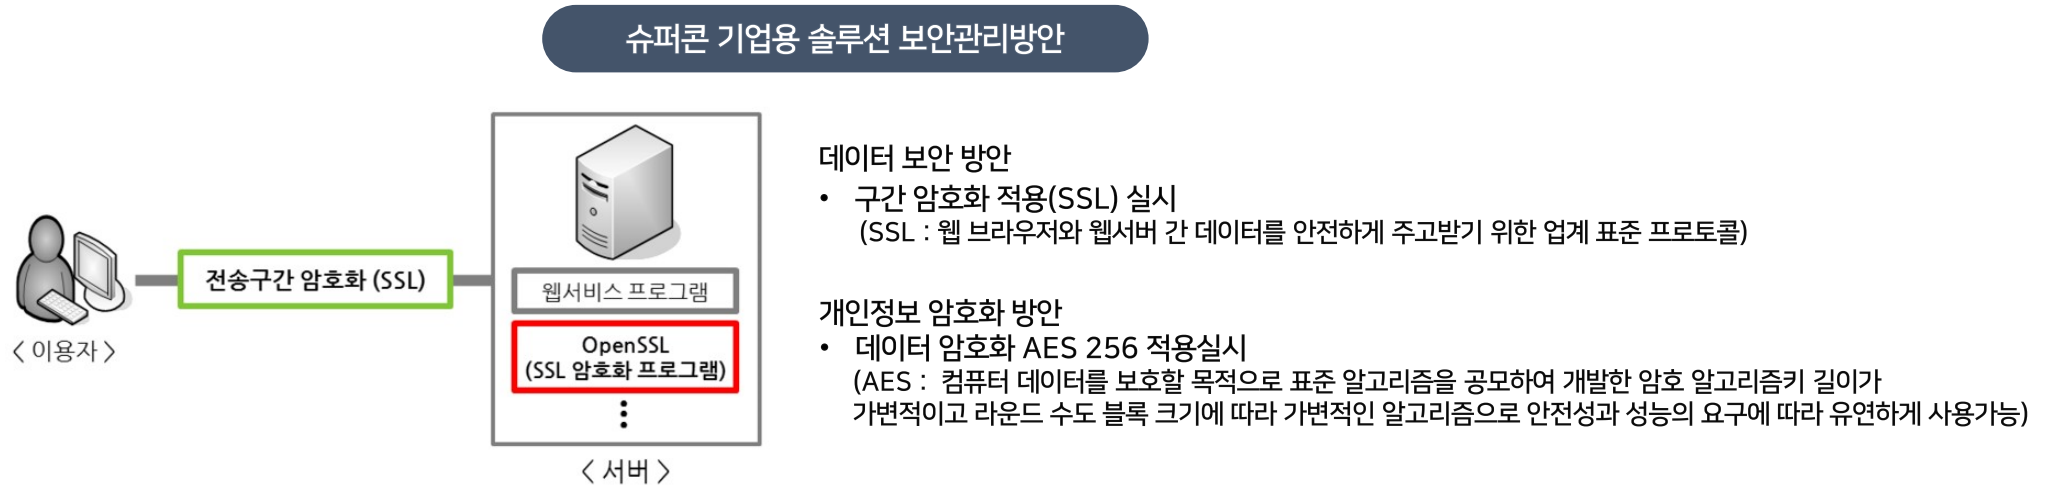 슈퍼콘 기업용 솔루션 보안관리방안
데이터 보안 방안
• 구간 암호화 적용(SSL) 실시
(SSL : 웹 브라우저와 웹서버 간 데이터를 안전하게 주고받기 위한 업계 표준 프로토콜)
개인정보 암호화 방안
• 데이터 암호화 AES 256 적용실시
(AES : 컴퓨터 데이터를 보호할 목적으로 표준 알고리즘을 공모하여 개발한 암호 알고리즘키 길이가
가변적이고 라운드 수도 블록 크기에 따라 가변적인 알고리즘으로 안전성과 성능의 요구에 따라 유연하게 사용가능)
< 이용자 >
전송구간 암호화 (SSL)
웹서비스 프로그램
OpenSSL
(SSL 암호화 프로그램)
< 서버 >